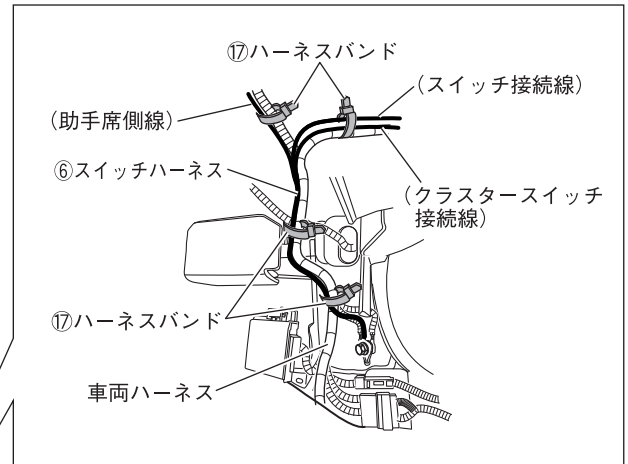 ⑰ハーネスバンド
(スイッチ接続線)
(助手席側線)
⑥スイッチハーネス
(クラスタースイッチ
接続線)
⑰ハーネスバンド
車両ハーネス